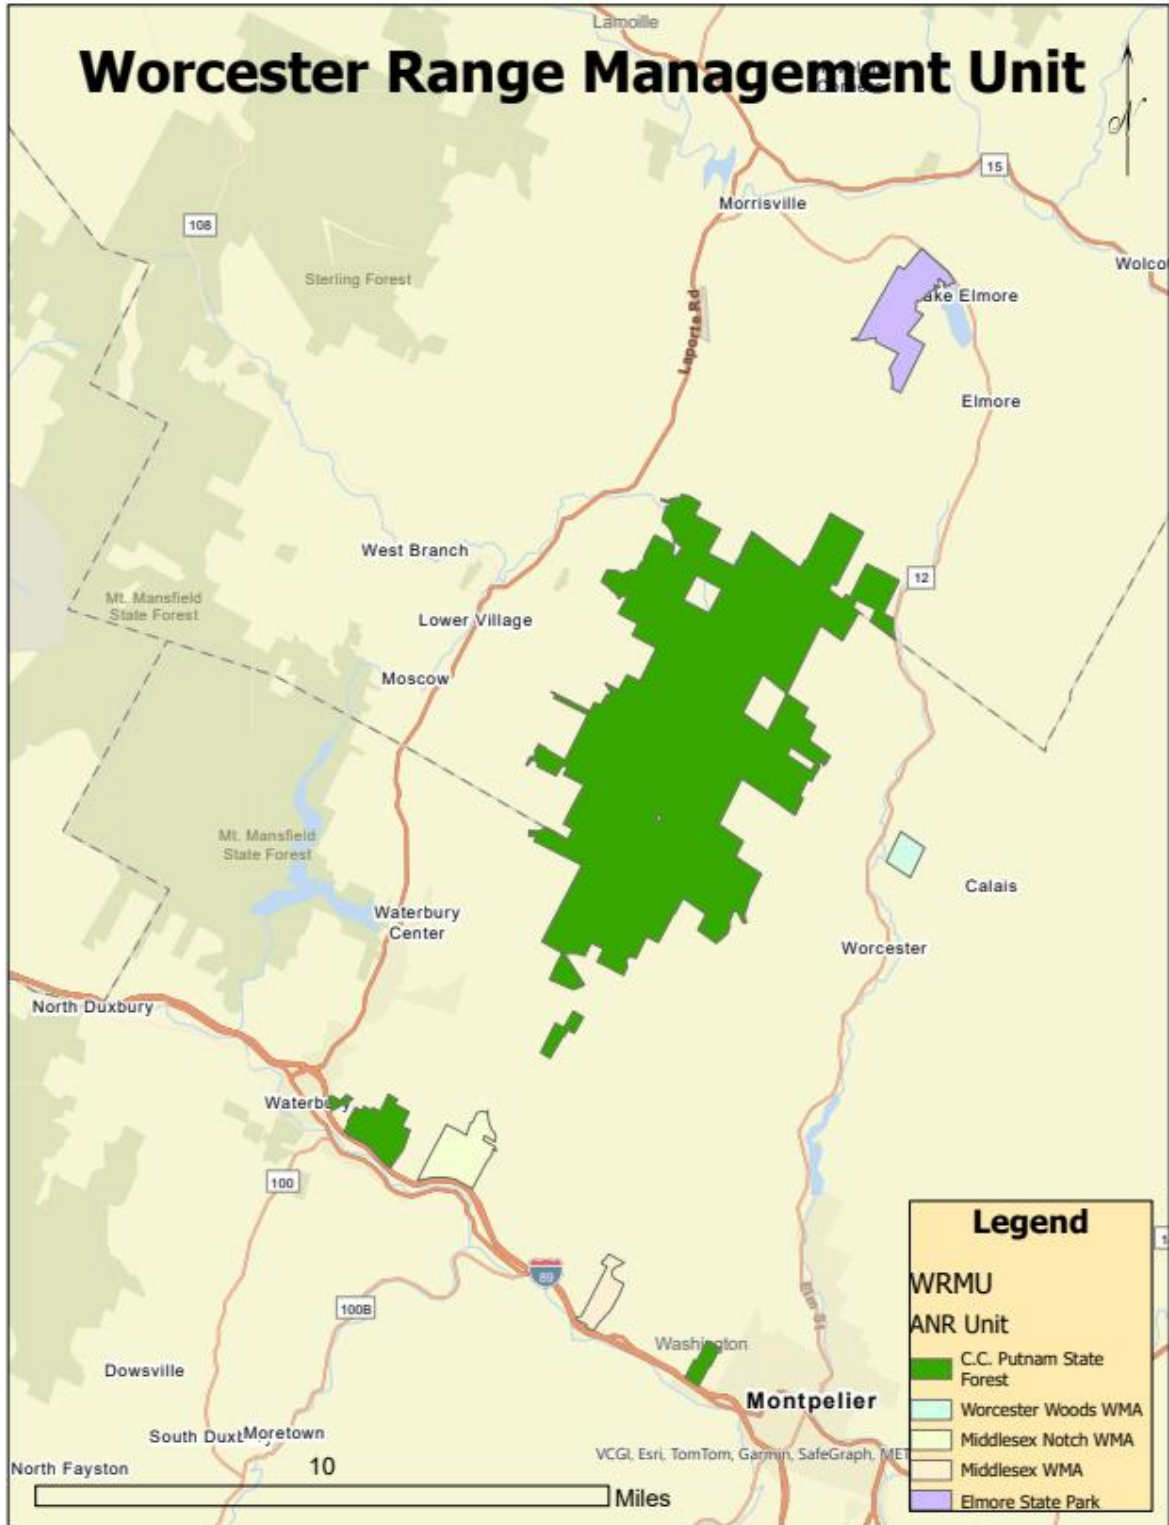 Lamoille
Worcester Range Management Unit
15
108
Morrisville
Wolcot
Sterling Forest
Lake Elmore
Laporte Rd
Elmore
West Branch
12
Mt. Mansfield
State Forest
Lower Village
Moscow
Mt. Mansfield
State Forest
Calais
Waterbury
Center
Worcester
North Duxbury
Waterbury
100
Legend
WRMU
ANR Unit
C.C. Putnam State
Forest
Worcester Woods WMA
Middlesex Notch WMA
Middlesex WMA
Elmore State Park
89
Elm St
100B
Washington
Dowsville
Montpelier
South Duxbury
Moretown
VCGI, Esri, TomTom, Garmin, SafeGraph, MET
North Fayston
10
Miles